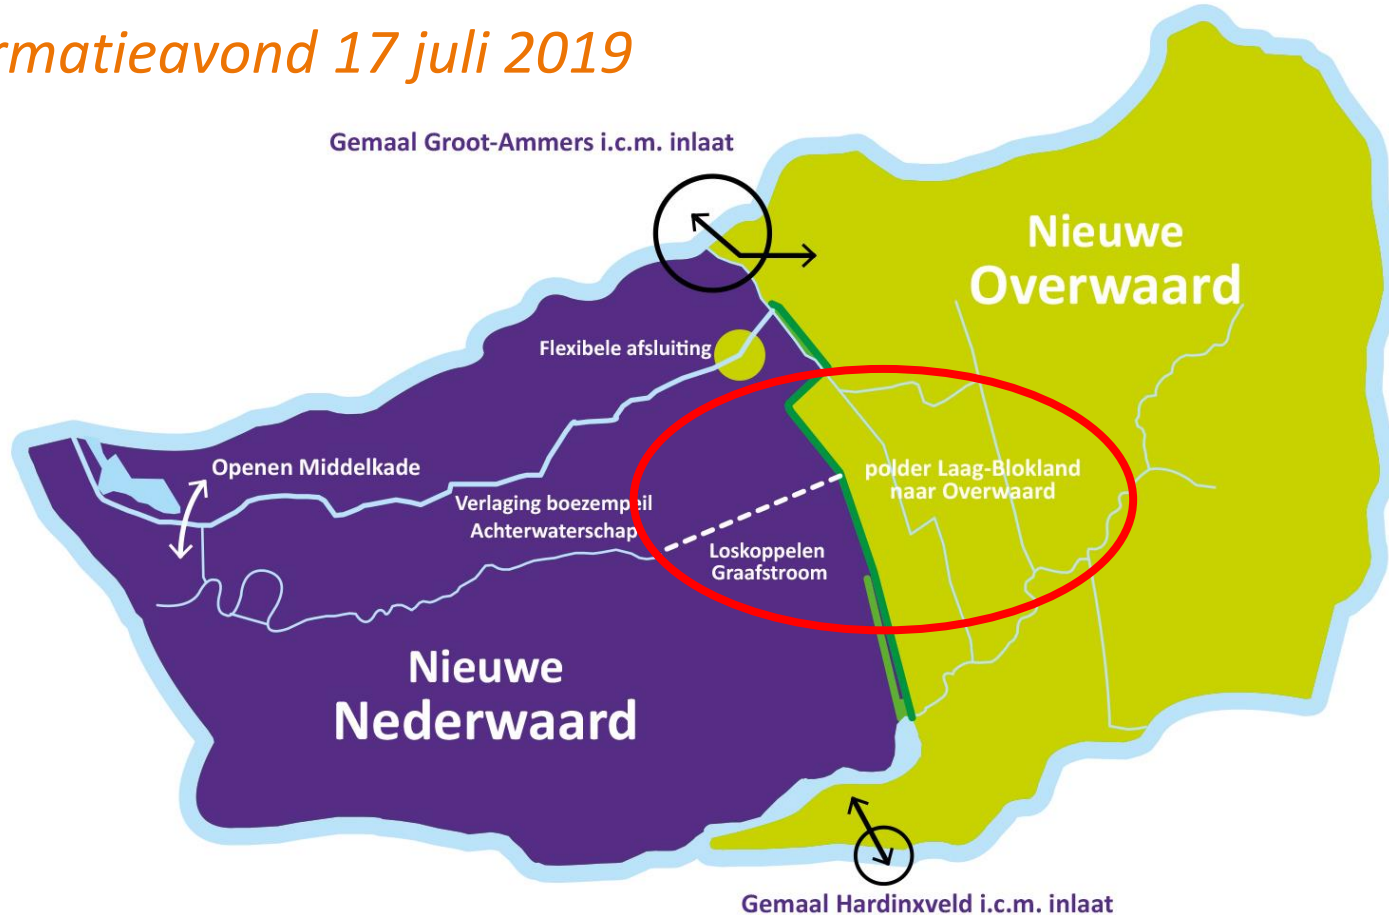 rmatieavond 17 juli 2019
Gemaal Groot-Ammers i.c.m. inlaat
Nieuwe
Overwaard
Flexibele afsluiting
Openen Middelkade
Verlaging boezempeil
Achterwaterschap
polder Laag-Blokland
naar Overwaard
Loskoppelen
Graafstroom
Nieuwe
Nederwaard
Gemaal Hardinxveld i.c.m. inlaat